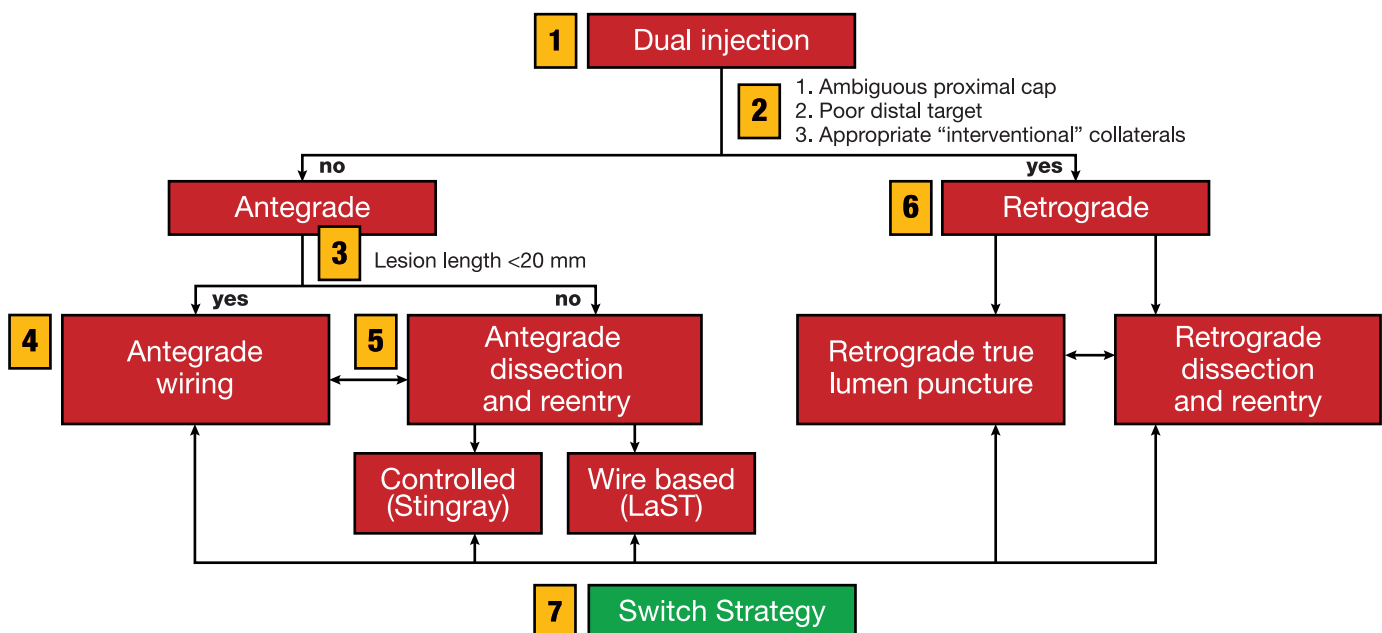 1
Dual injection
2
1. Ambiguous proximal cap
2. Poor distal target
3. Appropriate “interventional” collaterals
no
yes
Antegrade
6
Retrograde
3
Lesion length <20 mm
yes
no
4
Antegrade
wiring
5
Antegrade
dissection
and reentry
Retrograde true
lumen puncture
Retrograde
dissection
and reentry
Controlled
(Stingray)
Wire based
(LaST)
7
Switch Strategy